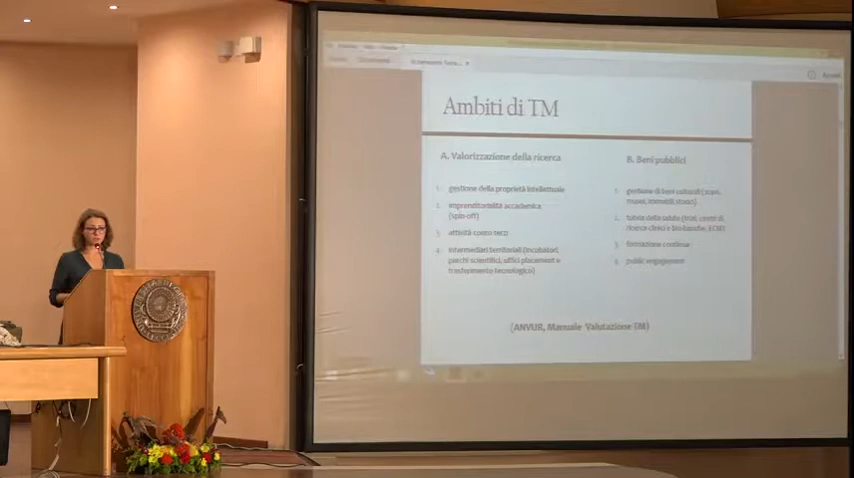 Ambiti di TM
A. Valorizzazione della ricerca
1. gestione della proprietà intellettuale
2. imprenditorialità accademica
(spin-off)
3. attività conto terzi
4. intermediari territoriali (incubatori,
parchi scientifici, uffici placement e
trasferimento tecnologico)
B. Beni pubblici
1. gestione di beni culturali (scavi,
musei, immobili storici)
2. tutela della salute (trial, centri di
ricerca clinici e bio-banche, ECM)
3. formazione continua
4. public engagement
(ANVUR, Manuale Valutazione TM)